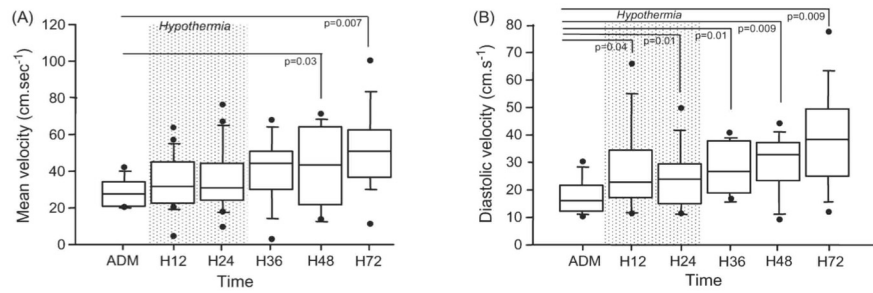 (A)
Hypothermia
p=0.007
p=0.03
120
100
80
60
40
20
0
Mean velocity (cm.sec⁻¹)
ADM H12 H24 H36 H48 H72
Time
(B)
Hypothermia
p=0.009
p=0.04
p=0.01
p=0.01
p=0.009
80
70
60
50
40
30
20
10
0
Diastolic velocity (cm.s⁻¹)
ADM H12 H24 H36 H48 H72
Time